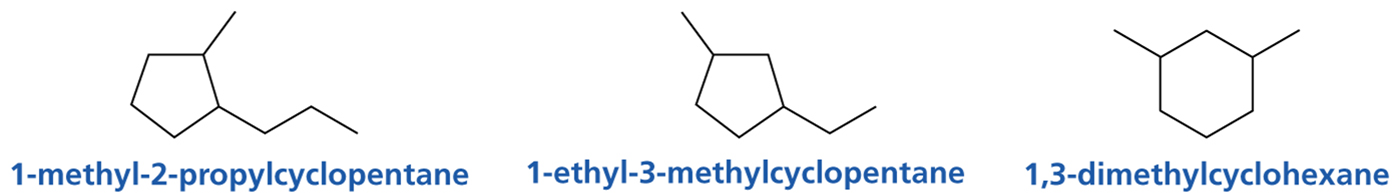 1-methyl-2-propylcyclopentane
1-ethyl-3-methylcyclopentane
1,3-dimethylcyclohexane